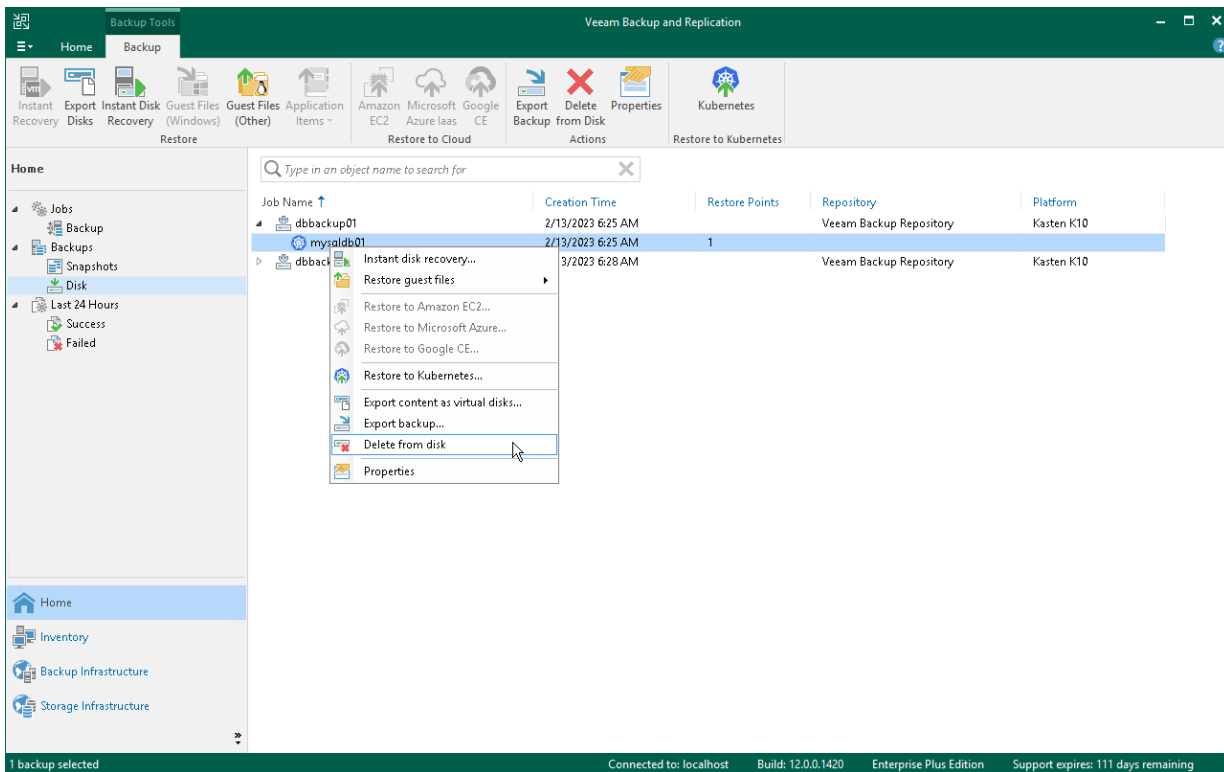 Backup Tools
Veeam Backup and Replication
Home
Backup
Instant Recovery
Export Disks
Instant Disk Recovery
Guest Files (Windows)
Guest Files (Other)
Application Items
Amazon EC2
Microsoft Azure Iaas
Google CE
Export Backup
Delete from Disk
Properties
Kubernetes
Restore
Restore to Cloud
Actions
Restore to Kubernetes
Home
Type in an object name to search for
Jobs
Backup
Backups
Snapshots
Disk
Last 24 Hours
Success
Failed
Job Name
Creation Time
Restore Points
Repository
Platform
dbbackup01
2/13/2023 6:25 AM
Veeam Backup Repository
Kasten K10
mysqldb01
2/13/2023 6:25 AM
1
dbback
3/2023 6:28 AM
Veeam Backup Repository
Kasten K10
Instant disk recovery...
Restore guest files
Restore to Amazon EC2...
Restore to Microsoft Azure...
Restore to Google CE...
Restore to Kubernetes...
Export content as virtual disks...
Export backup...
Delete from disk
Properties
Home
Inventory
Backup Infrastructure
Storage Infrastructure
1 backup selected
Connected to: localhost
Build: 12.0.0.1420
Enterprise Plus Edition
Support expires: 111 days remaining